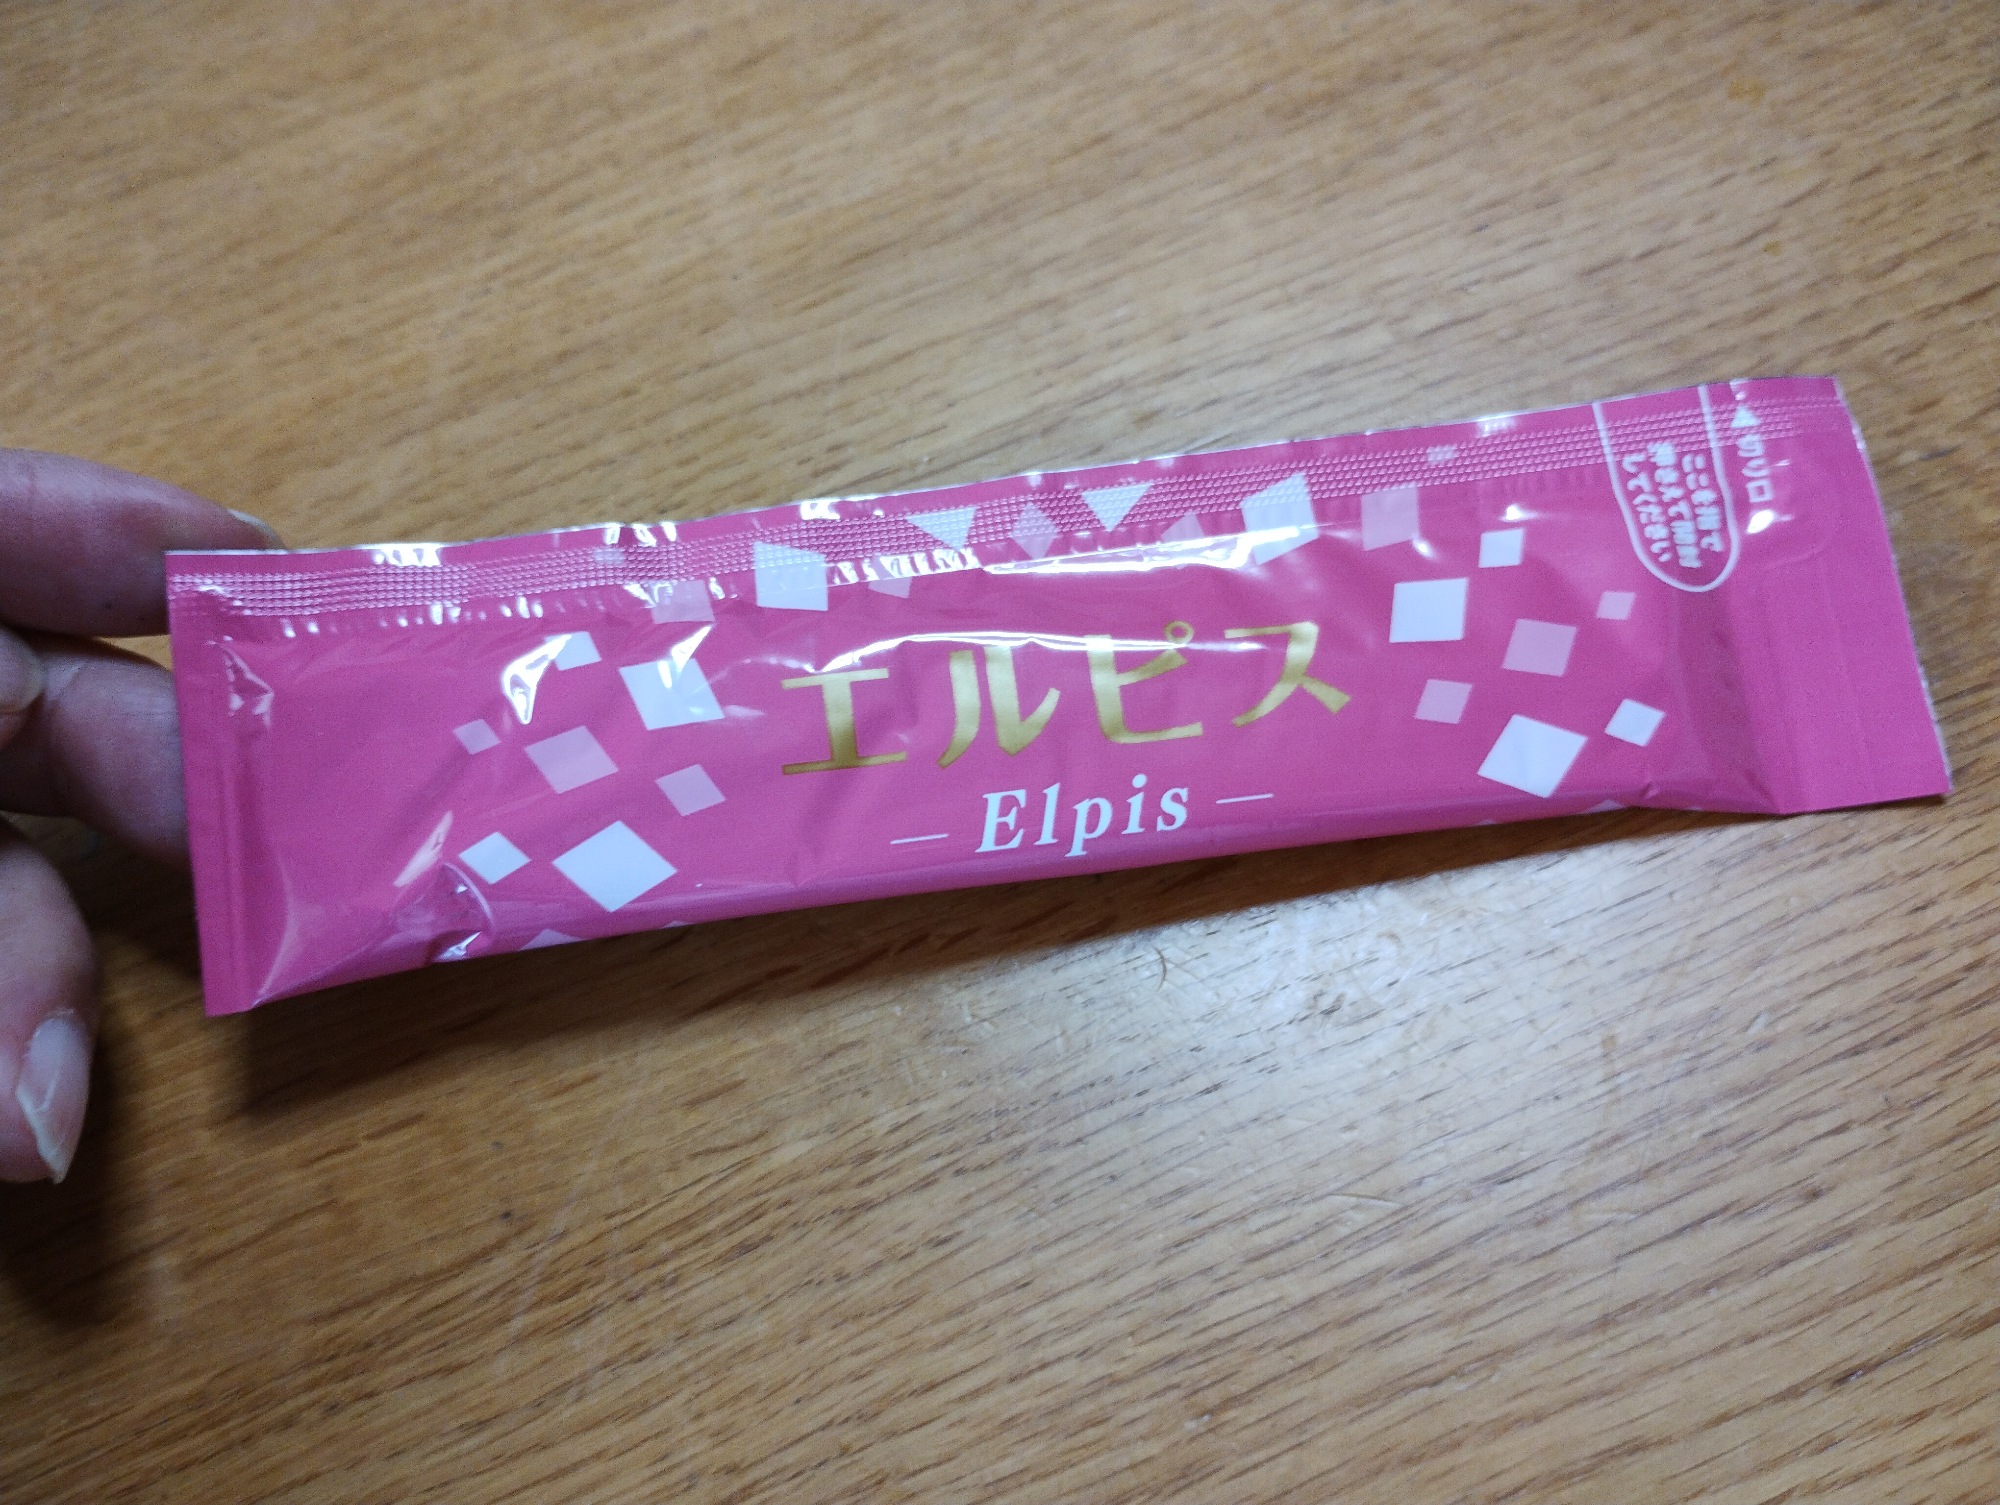 エルピス
– Elpis –
◀切り口
ここを指で
押さえて開封
してください